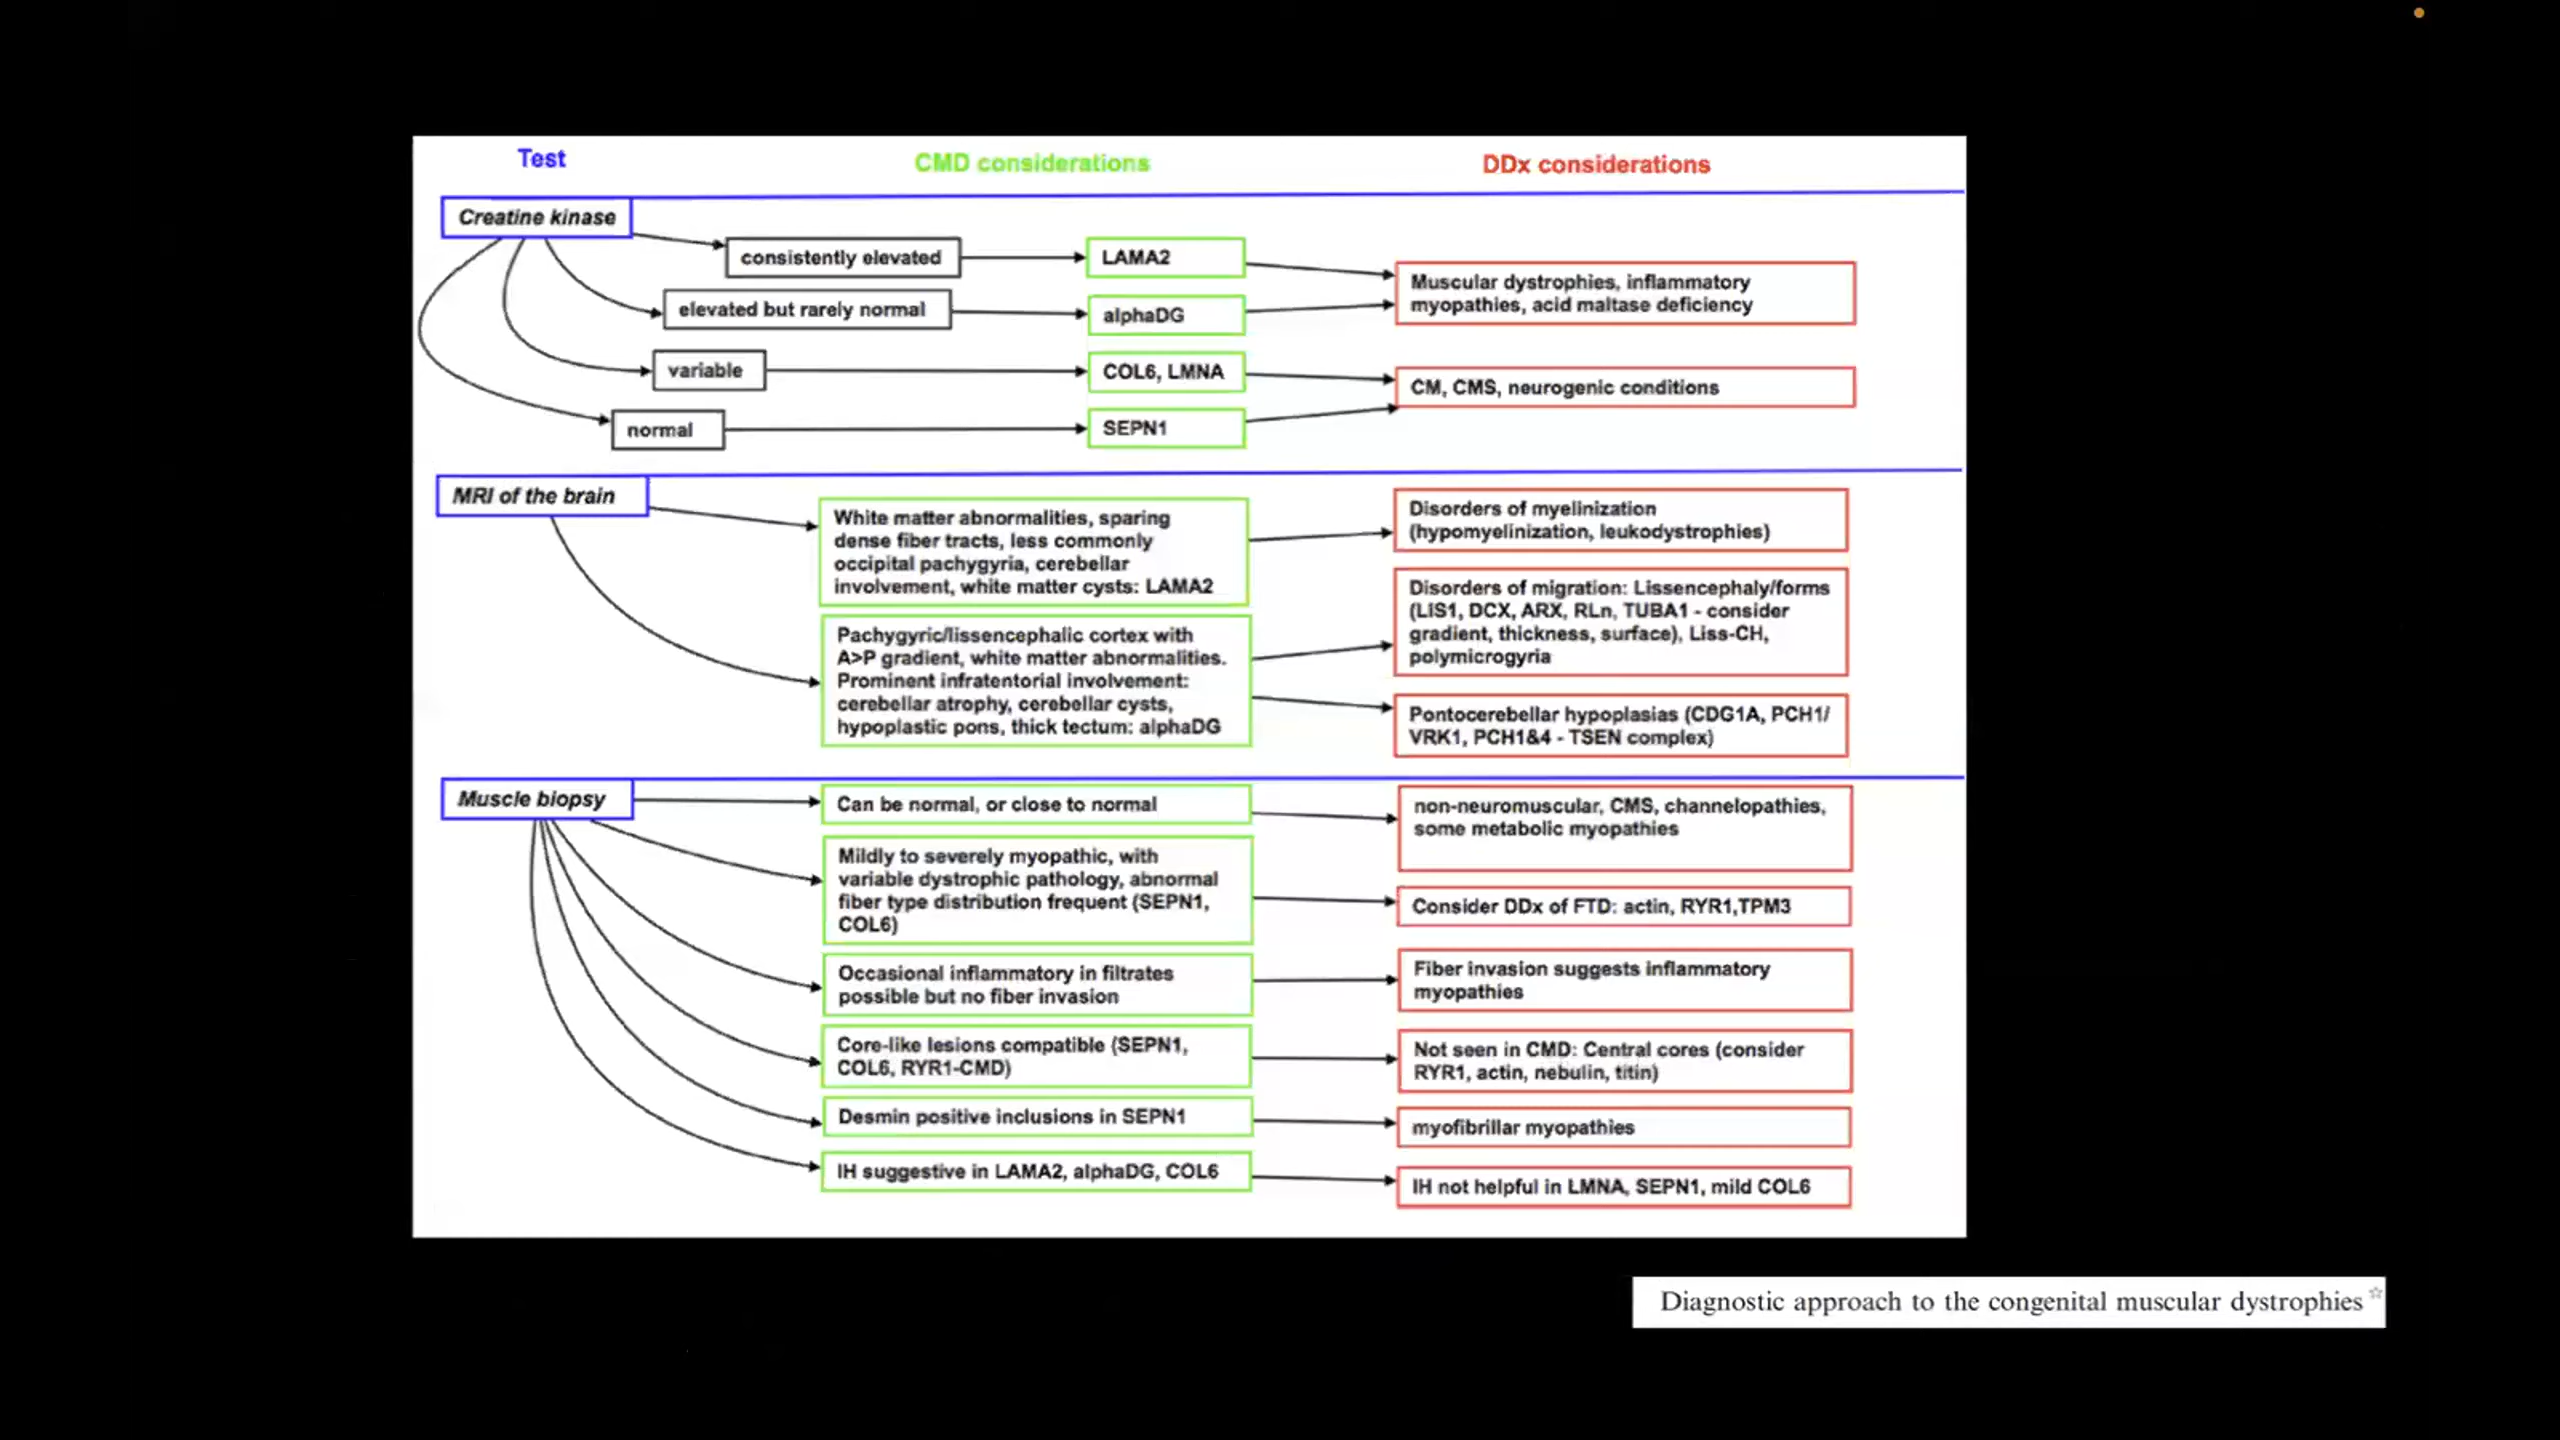 Test
CMD considerations
DDx considerations
Creatine kinase
consistently elevated
LAMA2
Muscular dystrophies, inflammatory
myopathies, acid maltase deficiency
elevated but rarely normal
alphaDG
variable
COL6, LMNA
CM, CMS, neurogenic conditions
normal
SEPN1
MRI of the brain
White matter abnormalities, sparing
dense fiber tracts, less commonly
occipital pachygyria, cerebellar
involvement, white matter cysts: LAMA2
Disorders of myelinization
(hypomyelinization, leukodystrophies)
Pachygyric/lissencephalic cortex with
A>P gradient, white matter abnormalities.
Prominent infratentorial involvement:
cerebellar atrophy, cerebellar cysts,
hypoplastic pons, thick tectum: alphaDG
Disorders of migration: Lissencephaly/forms
(LIS1, DCX, ARX, RLn, TUBA1 - consider
gradient, thickness, surface), Liss-CH,
polymicrogyria
Pontocerebellar hypoplasias (CDG1A, PCH1/
VRK1, PCH1&4 - TSEN complex)
Muscle biopsy
Can be normal, or close to normal
non-neuromuscular, CMS, channelopathies,
some metabolic myopathies
Mildly to severely myopathic, with
variable dystrophic pathology, abnormal
fiber type distribution frequent (SEPN1,
COL6)
Consider DDx of FTD: actin, RYR1,TPM3
Occasional inflammatory in filtrates
possible but no fiber invasion
Fiber invasion suggests inflammatory
myopathies
Core-like lesions compatible (SEPN1,
COL6, RYR1-CMD)
Not seen in CMD: Central cores (consider
RYR1, actin, nebulin, titin)
Desmin positive inclusions in SEPN1
myofibrillar myopathies
IH suggestive in LAMA2, alphaDG, COL6
IH not helpful in LMNA, SEPN1, mild COL6
Diagnostic approach to the congenital muscular dystrophies ☆